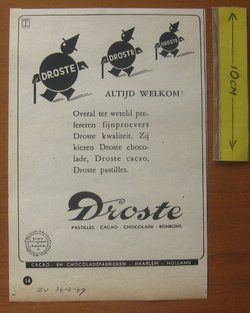 DROSTE
DROSTE
DROSTE
ALTIJD WELKOM!
Overal ter wereld pre-
fereren fijnproevers
Droste kwaliteit. Zij
kiezen Droste choco-
lade, Droste cacao,
Droste pastilles.
Droste
PASTILLES - CACAO - CHOCOLADE - BONBONS
CACAO- EN CHOCOLADEFABRIEKEN - HAARLEM - HOLLAND
14
10CM